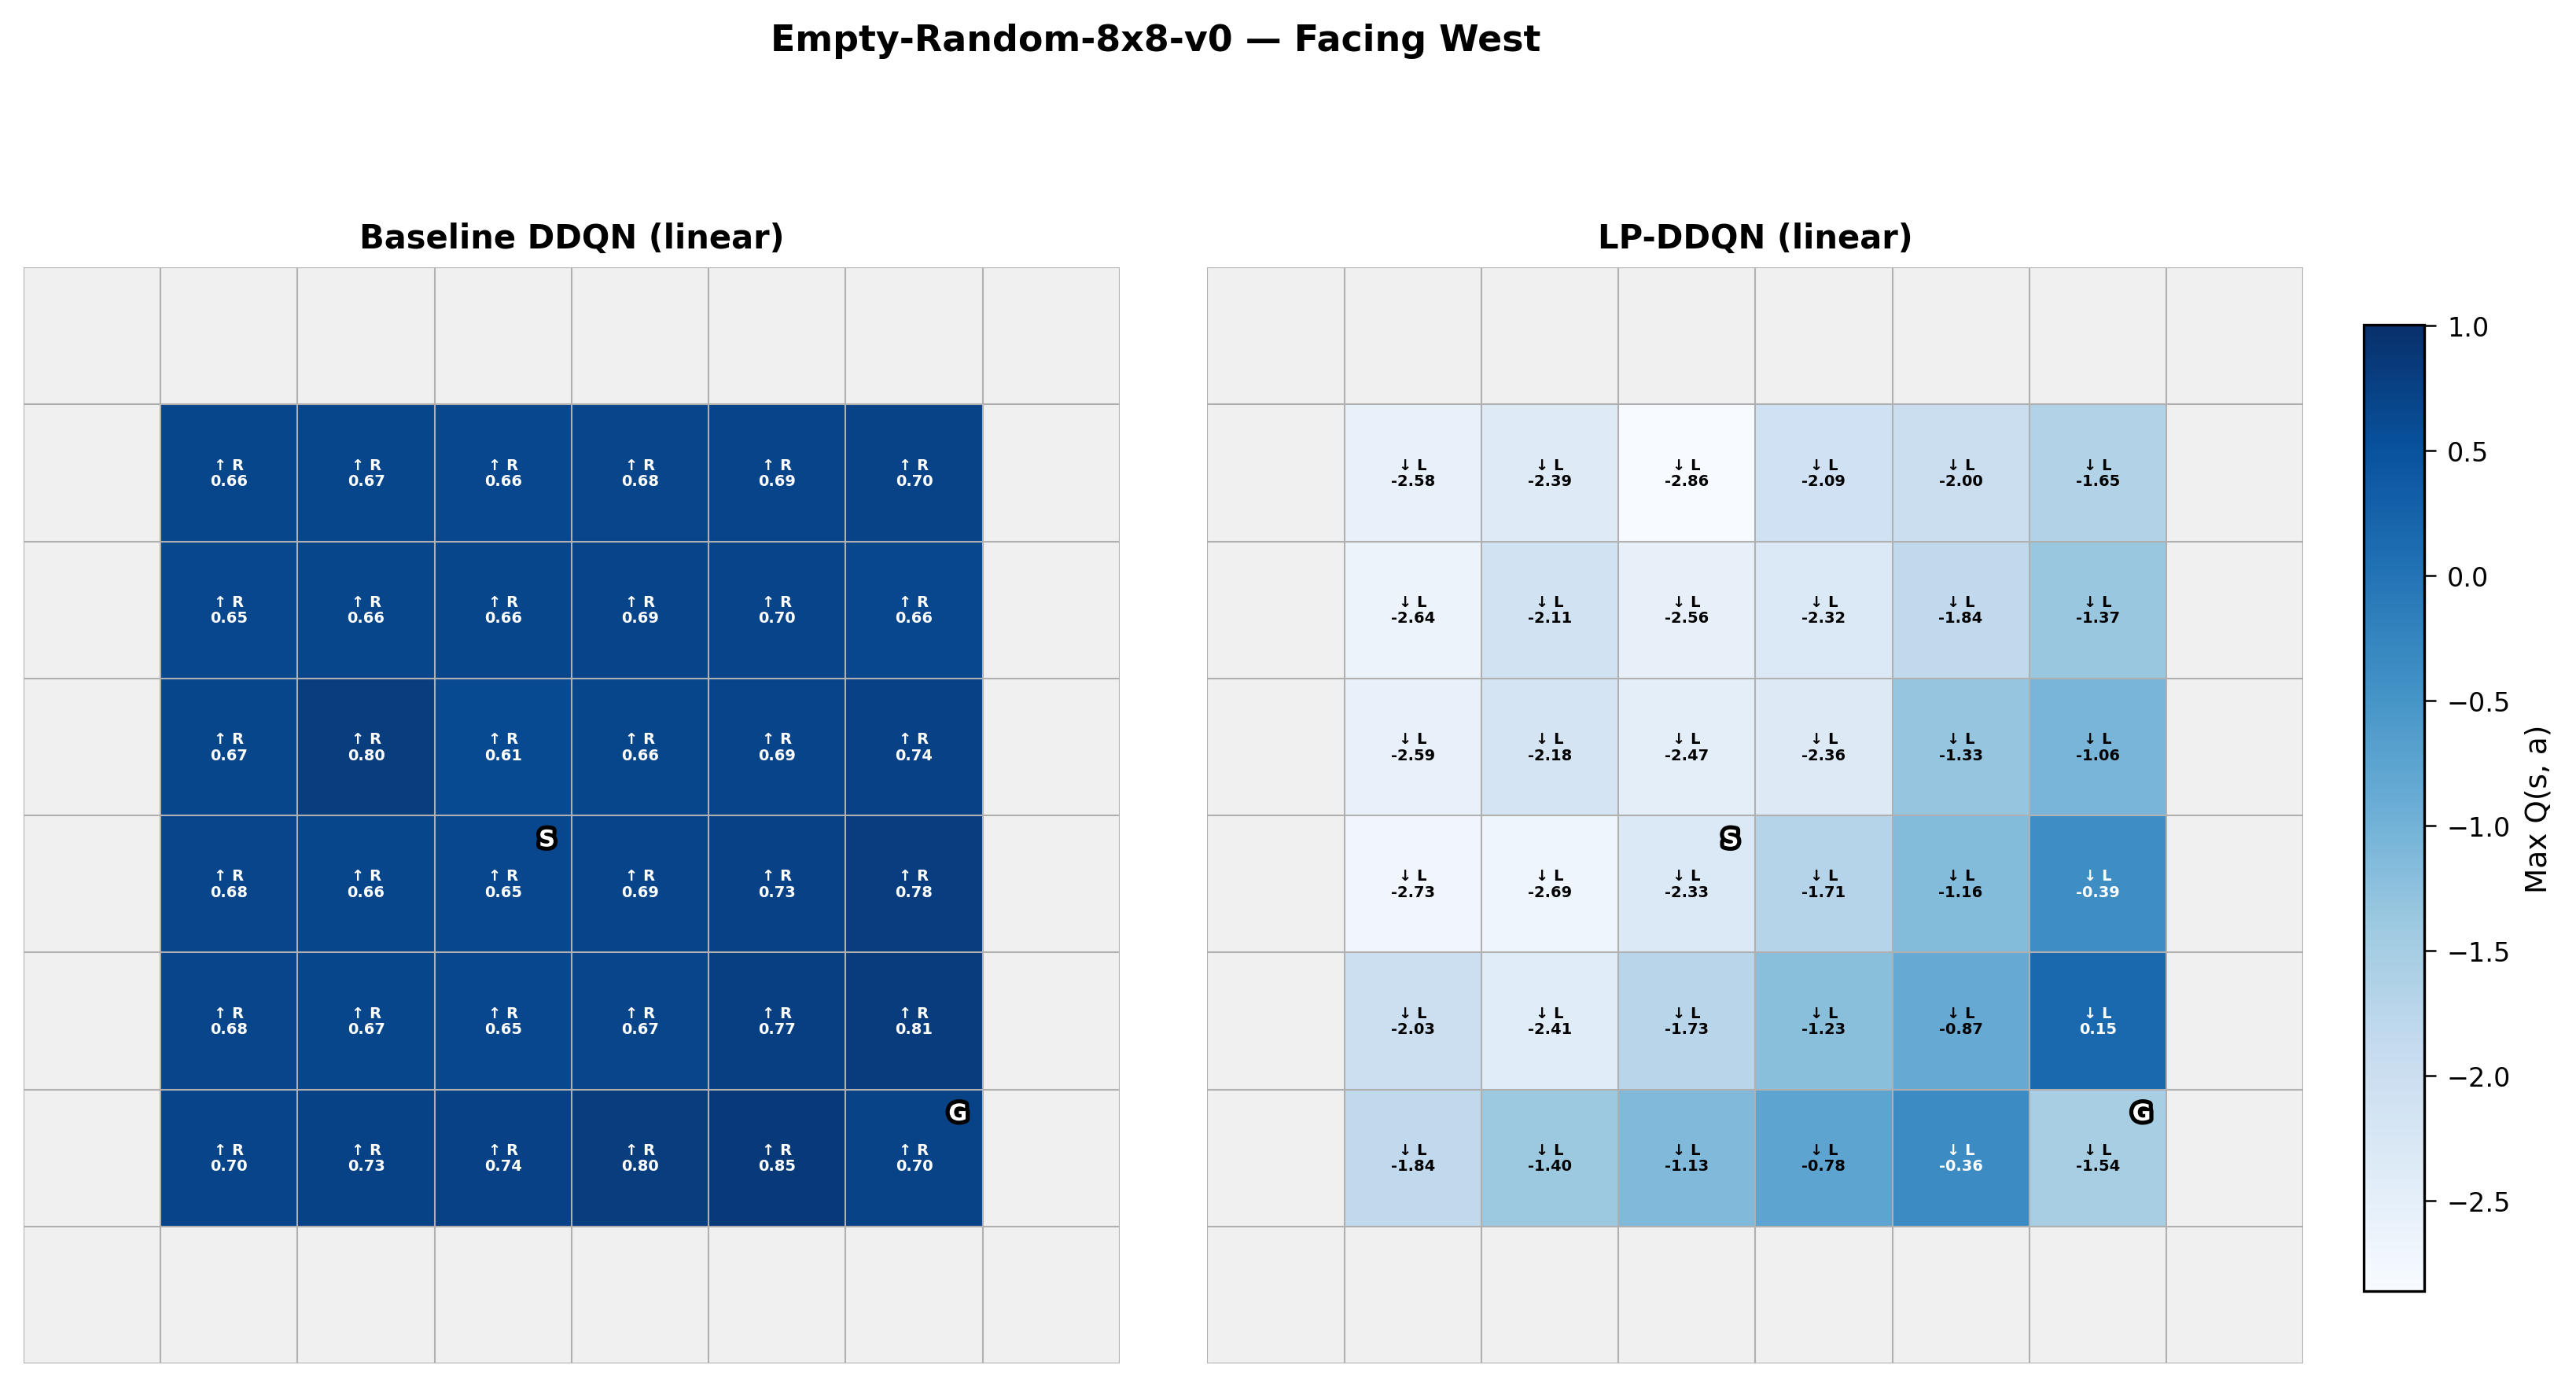 Empty-Random-8x8-v0 — Facing West
Baseline DDQN (linear)
↑ R ↑ R ↑ R ↑ R ↑ R ↑ R
0.66 0.67 0.66 0.68 0.69 0.70
↑ R ↑ R ↑ R ↑ R ↑ R ↑ R
0.65 0.66 0.66 0.69 0.70 0.66
↑ R ↑ R ↑ R ↑ R ↑ R ↑ R
0.67 0.80 0.61 0.66 0.69 0.74
S
↑ R ↑ R ↑ R ↑ R ↑ R ↑ R
0.68 0.66 0.65 0.69 0.73 0.78
↑ R ↑ R ↑ R ↑ R ↑ R ↑ R
0.68 0.67 0.65 0.67 0.77 0.81
G
↑ R ↑ R ↑ R ↑ R ↑ R ↑ R
0.70 0.73 0.74 0.80 0.85 0.70
LP-DDQN (linear)
↓ L ↓ L ↓ L ↓ L ↓ L ↓ L
-2.58 -2.39 -2.86 -2.09 -2.00 -1.65
↓ L ↓ L ↓ L ↓ L ↓ L ↓ L
-2.64 -2.11 -2.56 -2.32 -1.84 -1.37
↓ L ↓ L ↓ L ↓ L ↓ L ↓ L
-2.59 -2.18 -2.47 -2.36 -1.33 -1.06
S
↓ L ↓ L ↓ L ↓ L ↓ L ↓ L
-2.73 -2.69 -2.33 -1.71 -1.16 -0.39
↓ L ↓ L ↓ L ↓ L ↓ L ↓ L
-2.03 -2.41 -1.73 -1.23 -0.87 0.15
G
↓ L ↓ L ↓ L ↓ L ↓ L ↓ L
-1.84 -1.40 -1.13 -0.78 -0.36 -1.54
1.0
0.5
0.0
−0.5
−1.0
−1.5
−2.0
−2.5
Max Q(s, a)